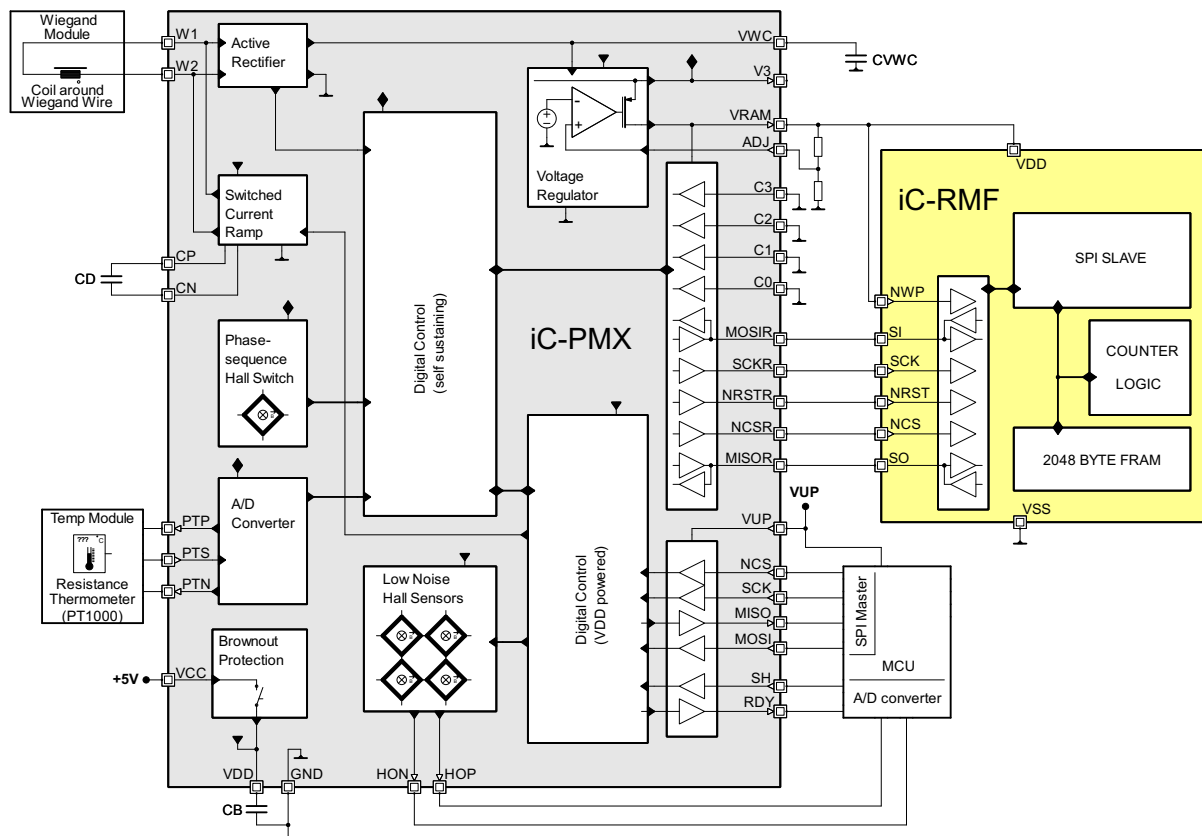 Wiegand
Module
Coil around
Wiegand Wire
W1
W2
Active
Rectifier
VWC
CVWC
V3
VRAM
ADJ
Voltage
Regulator
Switched
Current
Ramp
CP
CN
CD
C3
C2
C1
C0
iC-PMX
Digital Control
(self sustaining)
Phase-
sequence
Hall Switch
MOSIR
SCKR
NRSTR
NCSR
MISOR
iC-RMF
VDD
NWP
SI
SCK
NRST
NCS
SO
SPI SLAVE
COUNTER
LOGIC
2048 BYTE FRAM
VSS
A/D
Converter
Temp Module
??? °C
Resistance
Thermometer
(PT1000)
PTP
PTS
PTN
Low Noise
Hall Sensors
Digital Control
(VDD powered)
VUP
VUP
NCS
SCK
MISO
MOSI
SH
RDY
SPI Master
MCU
A/D converter
Brownout
Protection
+5V
VCC
VDD
GND
HON
HOP
CB